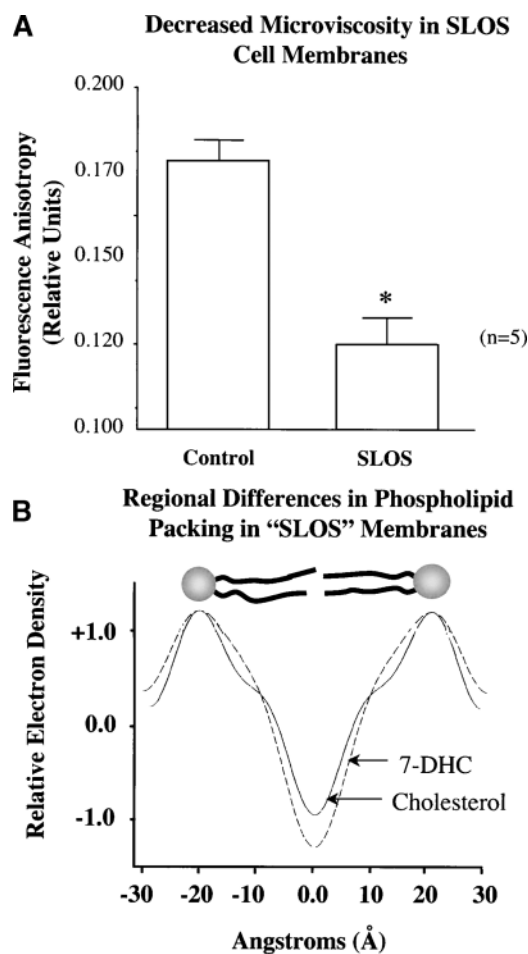 A
Decreased Microviscosity in SLOS
Cell Membranes
Fluorescence Anisotropy
(Relative Units)
0.200
0.170
0.150
0.120
0.100
*
(n=5)
Control
SLOS
B
Regional Differences in Phospholipid
Packing in “SLOS” Membranes
Relative Electron Density
+1.0
0.0
-1.0
7-DHC
Cholesterol
-30
-20
-10
0.0
10
20
30
Angstroms (Å)